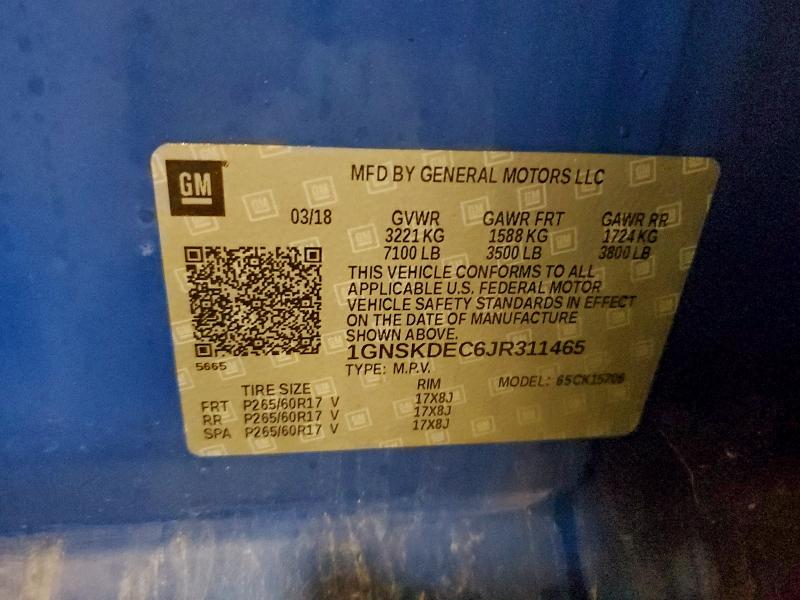 GM
MFD BY GENERAL MOTORS LLC
03/18 GVWR GAWR FRT GAWR RR
3221 KG 1588 KG 1724 KG
7100 LB 3500 LB 3800 LB
THIS VEHICLE CONFORMS TO ALL
APPLICABLE U.S. FEDERAL MOTOR
VEHICLE SAFETY STANDARDS IN EFFECT
ON THE DATE OF MANUFACTURE
SHOWN ABOVE.
1GNSKDEC6JR311465
5665
TYPE: M.P.V.
TIRE SIZE RIM MODEL: 65CK15706
FRT P265/60R17 V 17X8J
RR P265/60R17 V 17X8J
SPA P265/60R17 V 17X8J